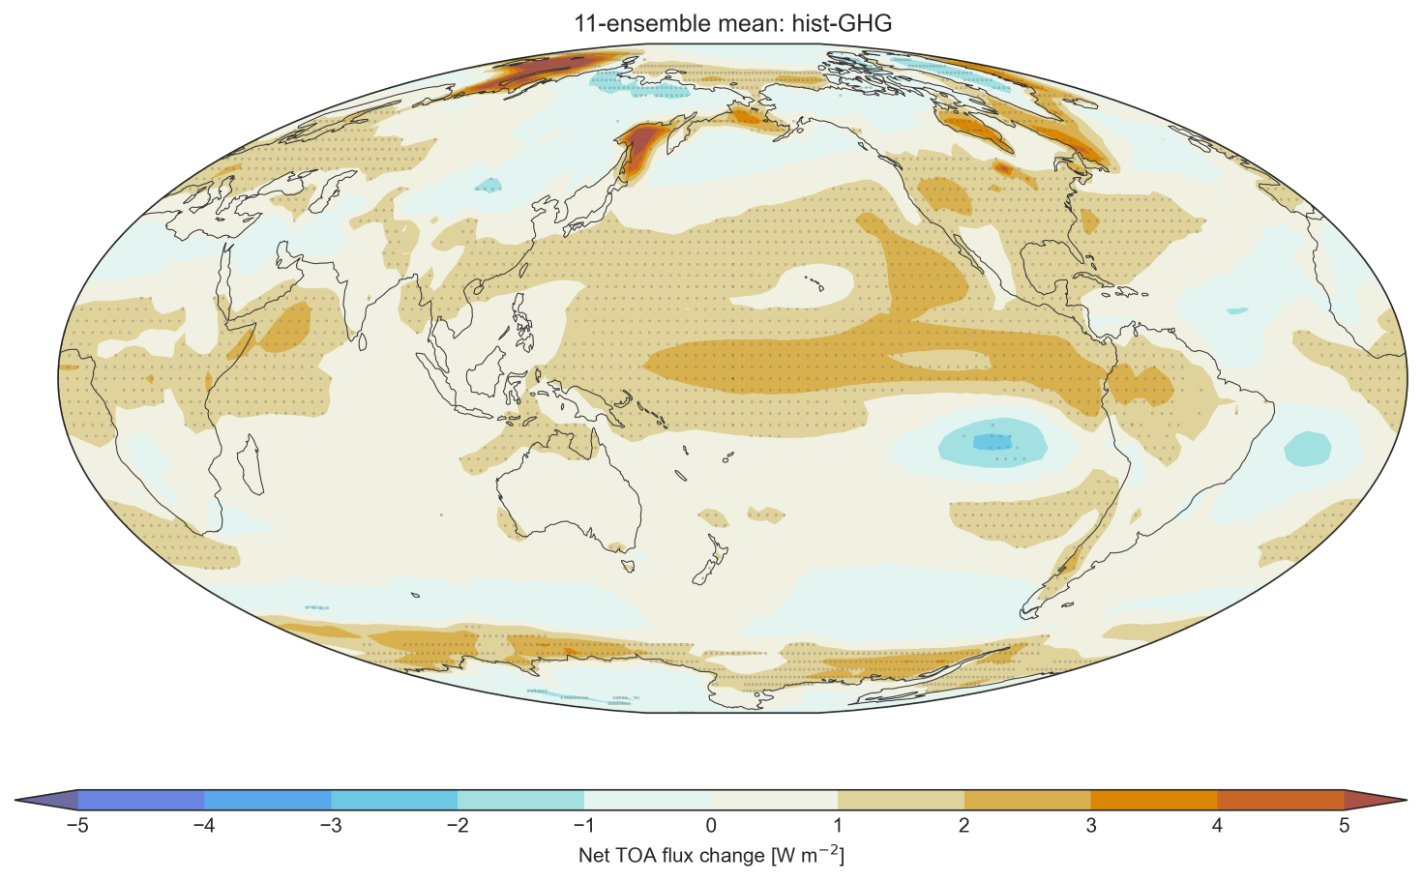 11-ensemble mean: hist-GHG
−5 −4 −3 −2 −1 0 1 2 3 4 5
Net TOA flux change [W m⁻²]